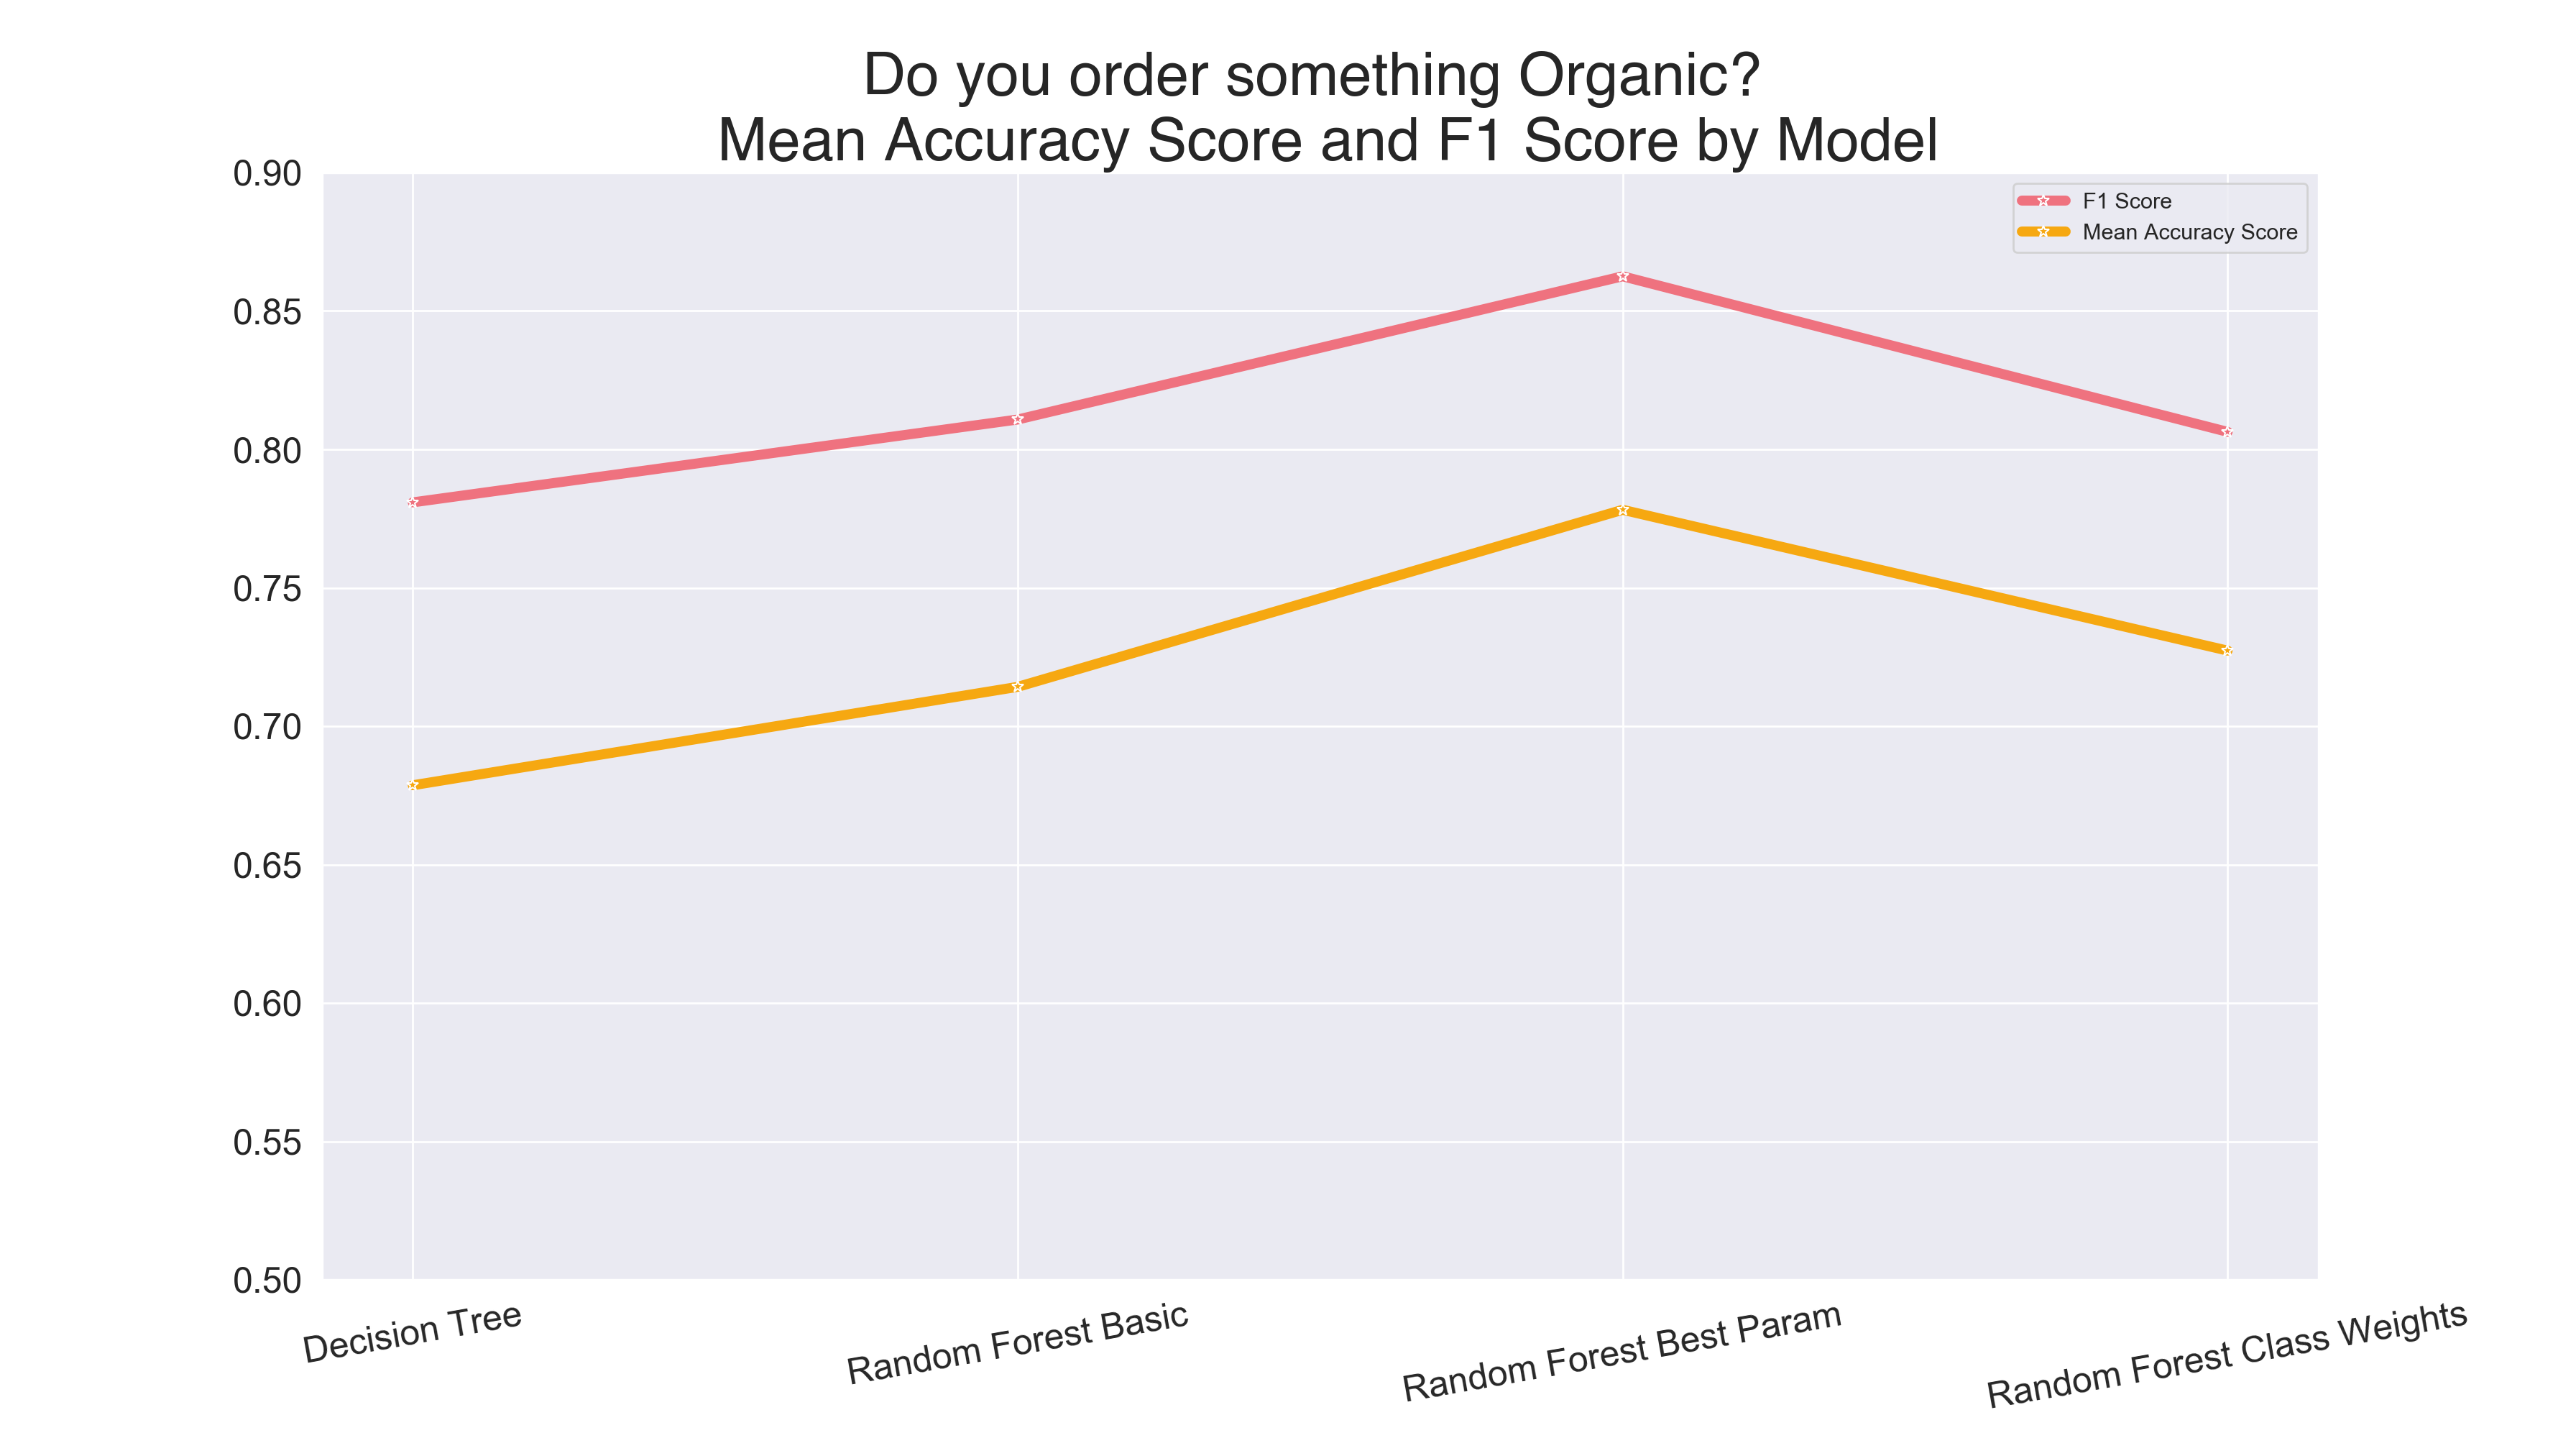 Do you order something Organic?
Mean Accuracy Score and F1 Score by Model
F1 Score
Mean Accuracy Score
0.90
0.85
0.80
0.75
0.70
0.65
0.60
0.55
0.50
Decision Tree
Random Forest Basic
Random Forest Best Param
Random Forest Class Weights